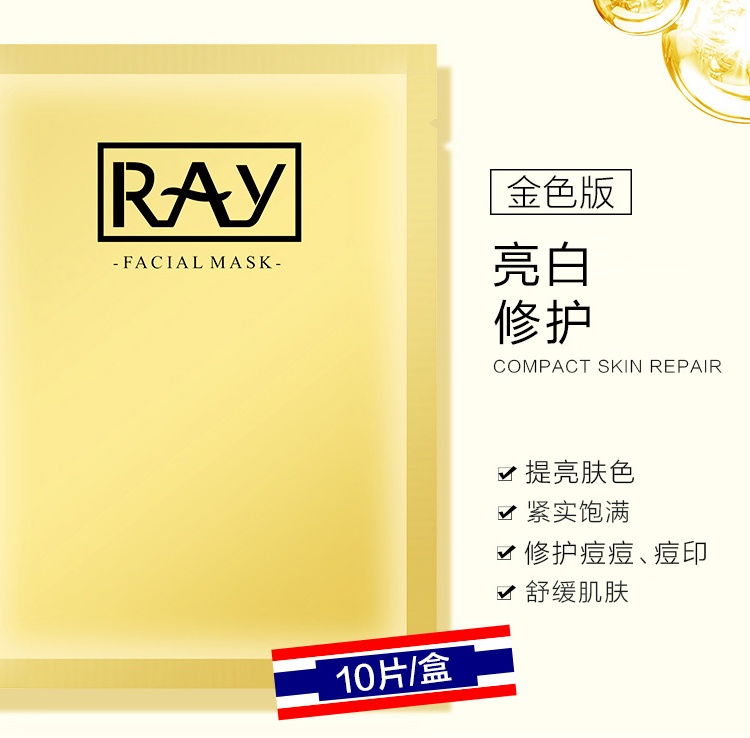 RAY
-FACIAL MASK-
金色版
亮白
修护
COMPACT SKIN REPAIR
提亮肤色
紧实饱满
修护痘痘、痘印
舒缓肌肤
10片/盒